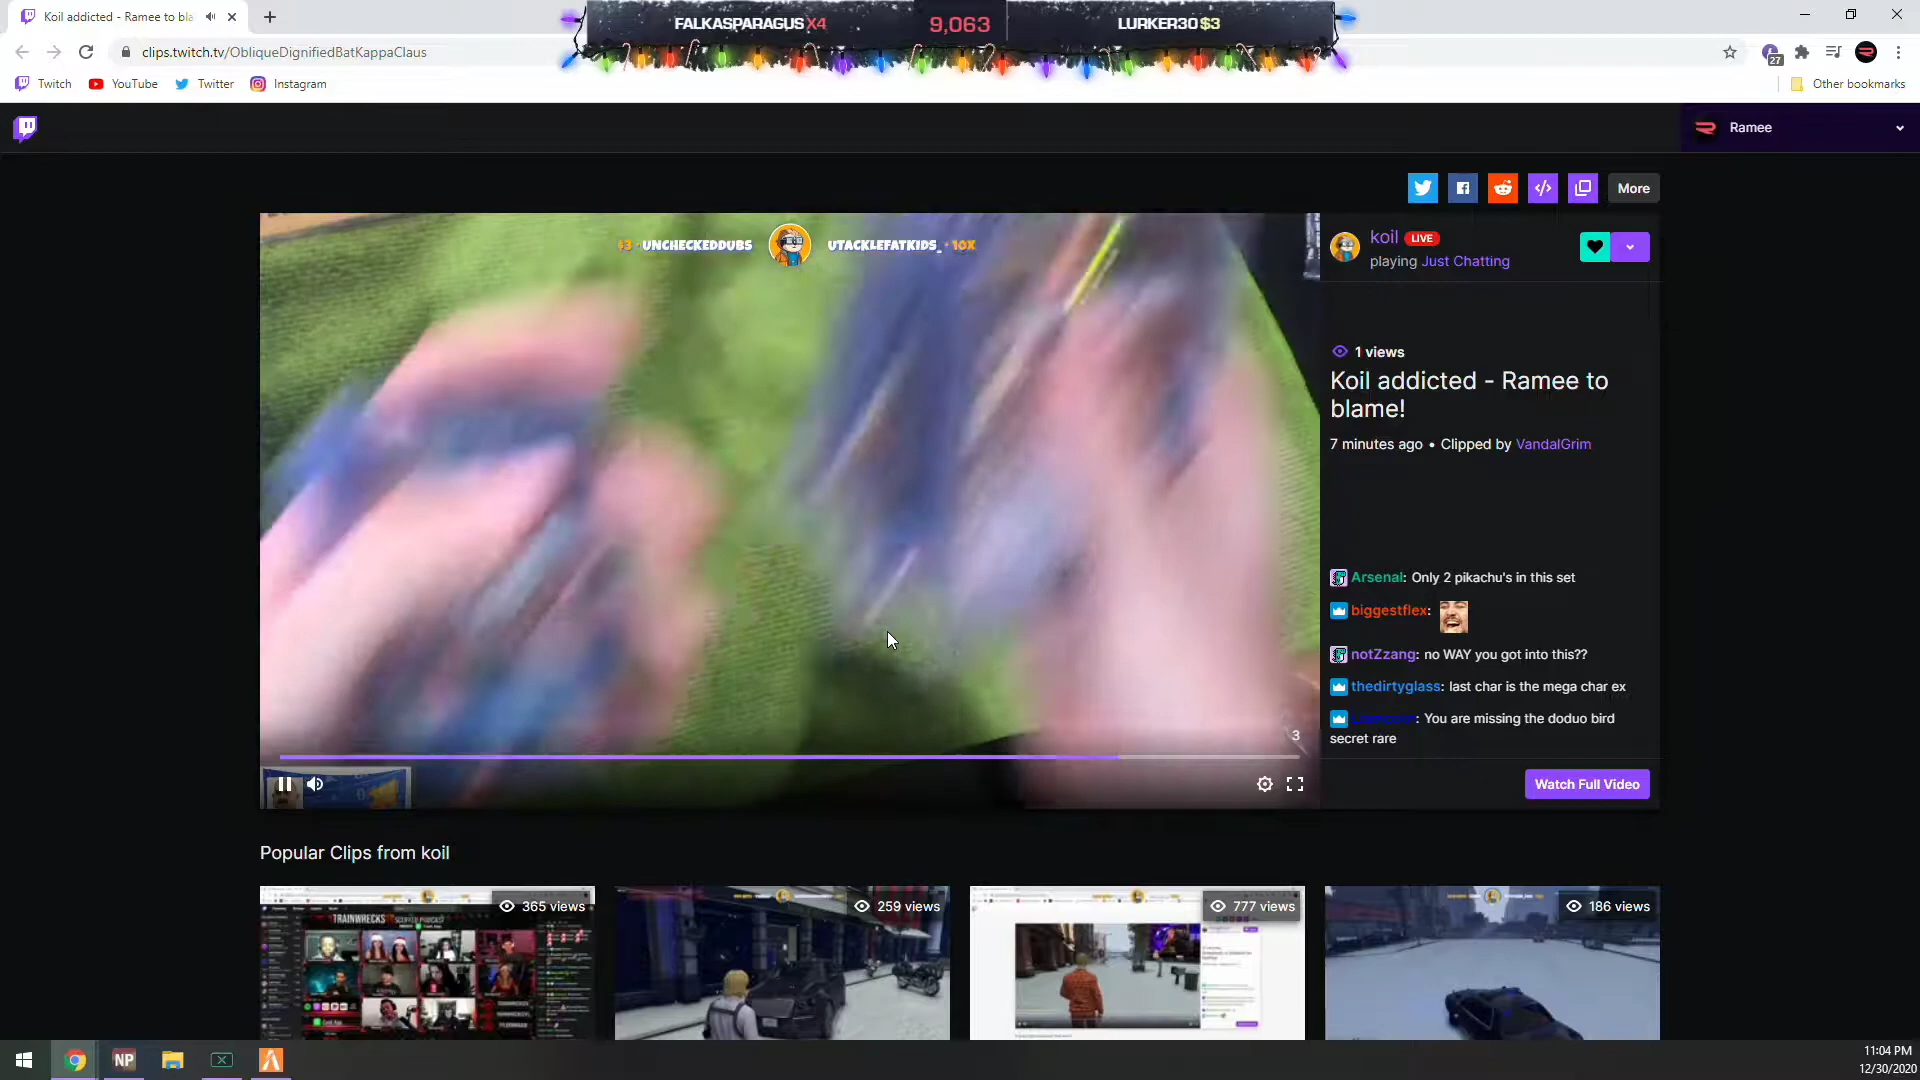 Koil addicted - Ramee to bla
FALKASPARAGUS X4
9,063
LURKER30 $3
clips.twitch.tv/ObliqueDignifiedBatKappaClaus
27
Twitch
YouTube
Twitter
Instagram
Other bookmarks
Ramee
More
$3 - UNCHECKEDDUBS
UTACKLEFATKIDS_ - 10X
koil LIVE
playing Just Chatting
1 views
Koil addicted - Ramee to
blame!
7 minutes ago • Clipped by VandalGrim
Arsenal: Only 2 pikachu's in this set
biggestflex:
notZzang: no WAY you got into this??
thedirtyglass: last char is the mega char ex
: You are missing the doduo bird
secret rare
3
Watch Full Video
Popular Clips from koil
365 views
259 views
777 views
186 views
TRAINWRECKS
NP
11:04 PM
12/30/2020